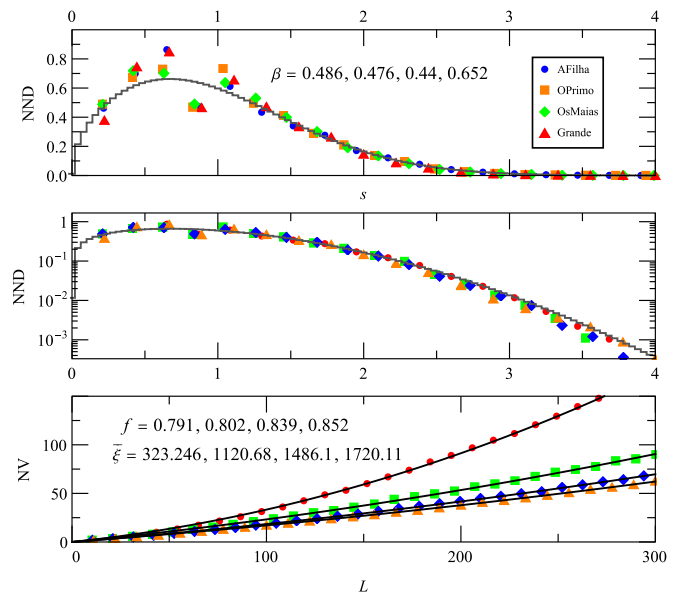 0 1 2 3 4
0.8
0.6
0.4
0.2
0.0
NND
β = 0.486, 0.476, 0.44, 0.652
AFilha
OPrimo
OsMaias
Grande
s
1
10⁻¹
10⁻²
10⁻³
NND
0 1 2 3 4
f = 0.791, 0.802, 0.839, 0.852
ξ̅ = 323.246, 1120.68, 1486.1, 1720.11
100
50
0
NV
0 100 200 300
L